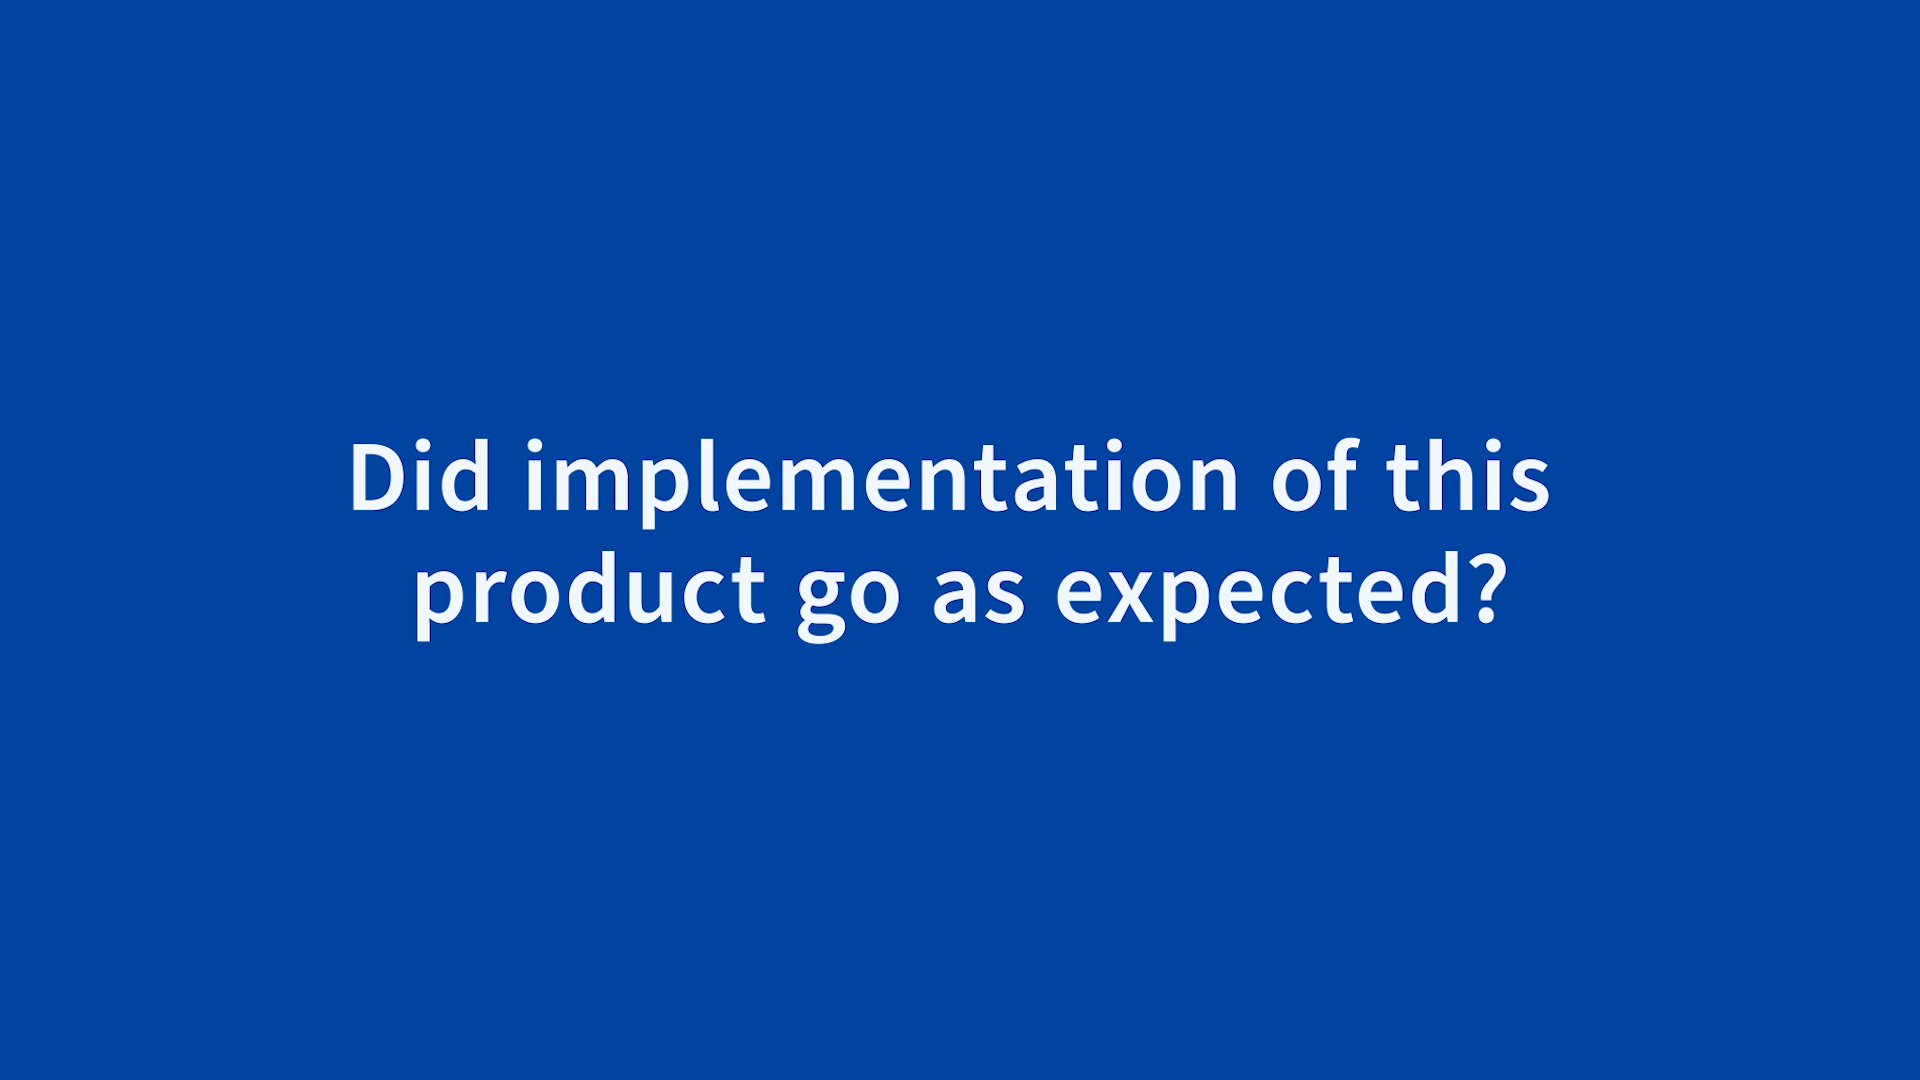 Did implementation of this
product go as expected?